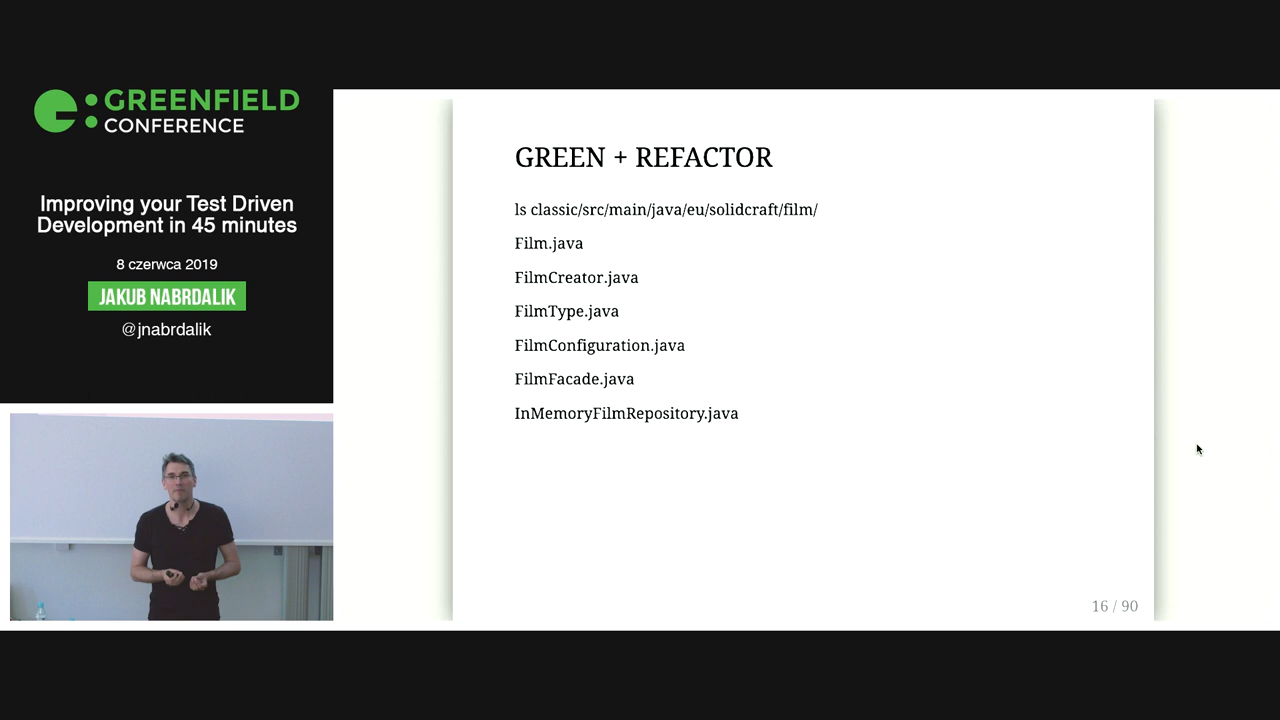 GREENFIELD
CONFERENCE
Improving your Test Driven
Development in 45 minutes
8 czerwca 2019
JAKUB NABRDALIK
@jnabrdalik
GREEN + REFACTOR
ls classic/src/main/java/eu/solidcraft/film/
Film.java
FilmCreator.java
FilmType.java
FilmConfiguration.java
FilmFacade.java
InMemoryFilmRepository.java
16 / 90